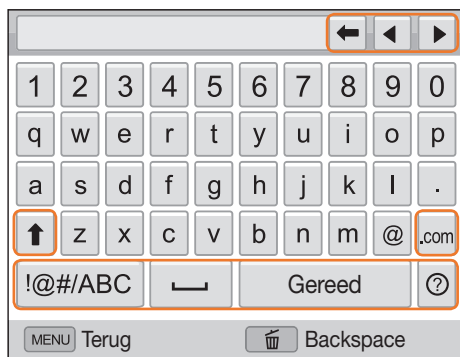 1 2 3 4 5 6 7 8 9 0
q w e r t y u i o p
a s d f g h j k l .
z x c v b n m @ .com
!@#/ABC Gereed ?
MENU Terug Backspace